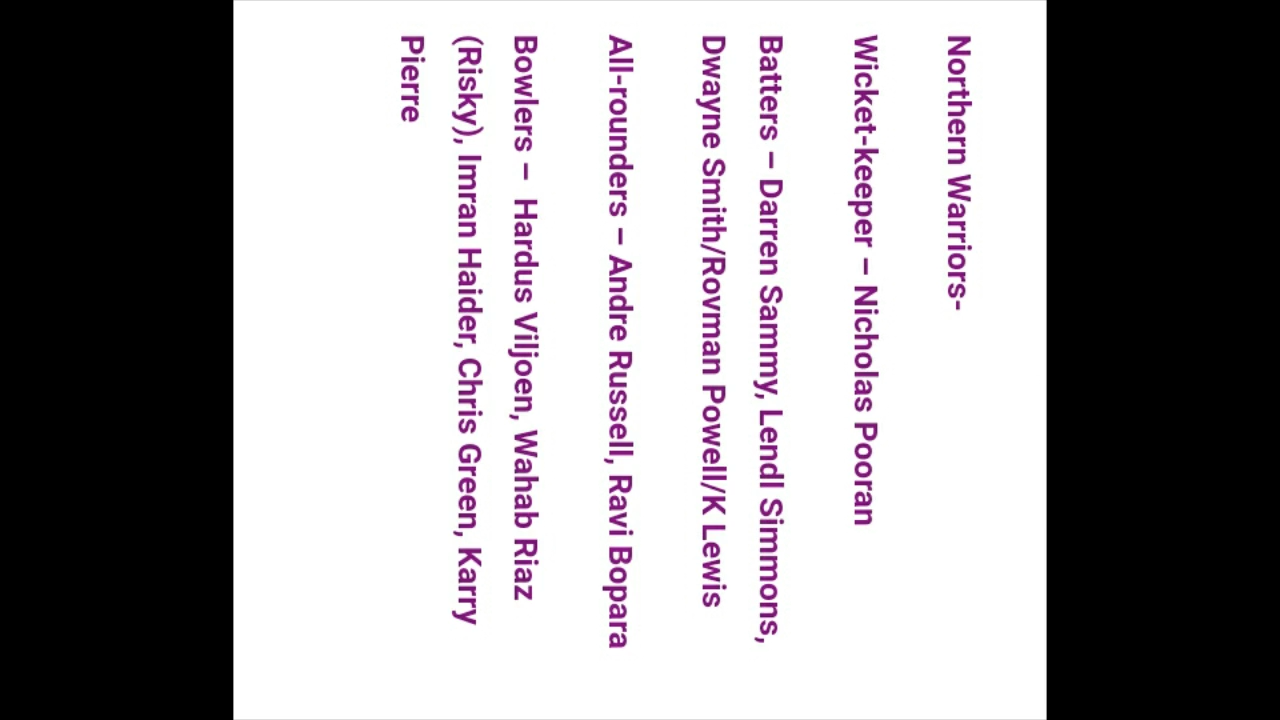 Northern Warriors-
Wicket-keeper – Nicholas Pooran
Batters – Darren Sammy, Lendl Simmons,
Dwayne Smith/Rovman Powell/K Lewis
All-rounders – Andre Russell, Ravi Bopara
Bowlers – Hardus Viljoen, Wahab Riaz
(Risky), Imran Haider, Chris Green, Karry
Pierre